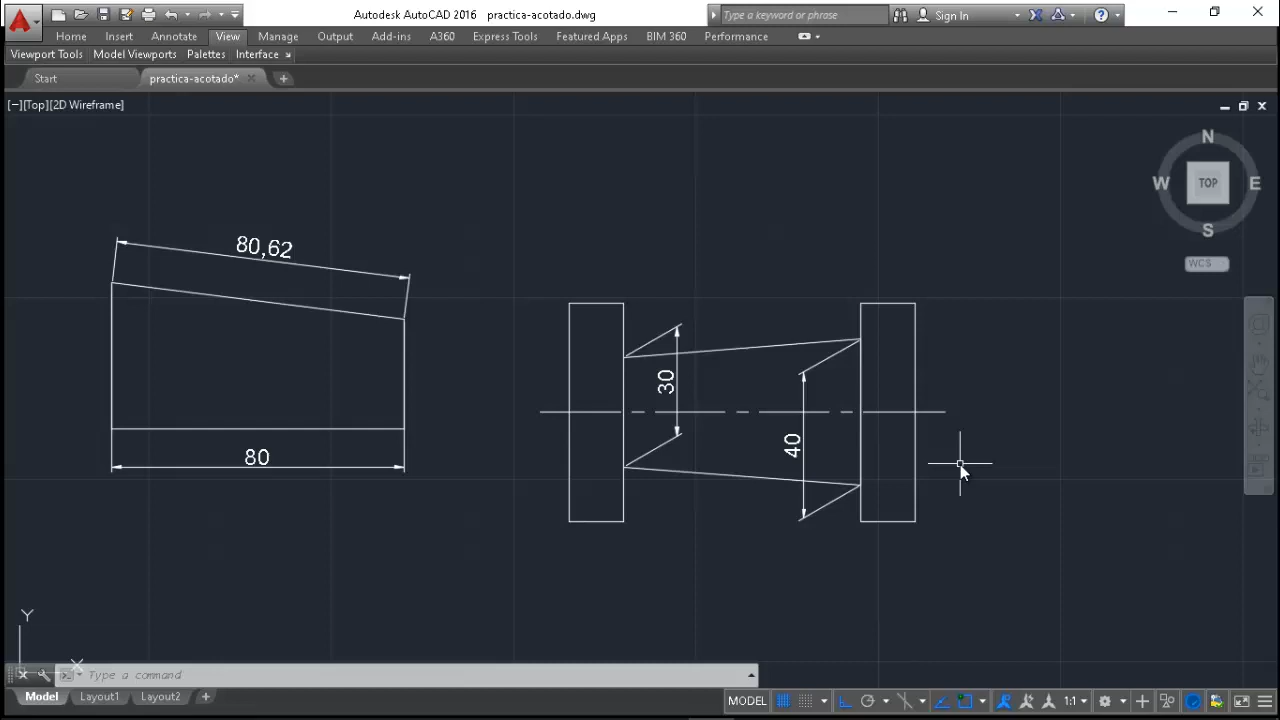 Autodesk AutoCAD 2016 practica-acotado.dwg
Type a keyword or phrase
Sign In
Home Insert Annotate View Manage Output Add-ins A360 Express Tools Featured Apps BIM 360 Performance
Viewport Tools Model Viewports Palettes Interface
Start practica-acotado*
[−][Top][2D Wireframe]
N
W TOP E
S
WCS
80,62
80
30
40
Y
X
Type a command
Model Layout1 Layout2
MODEL 1:1